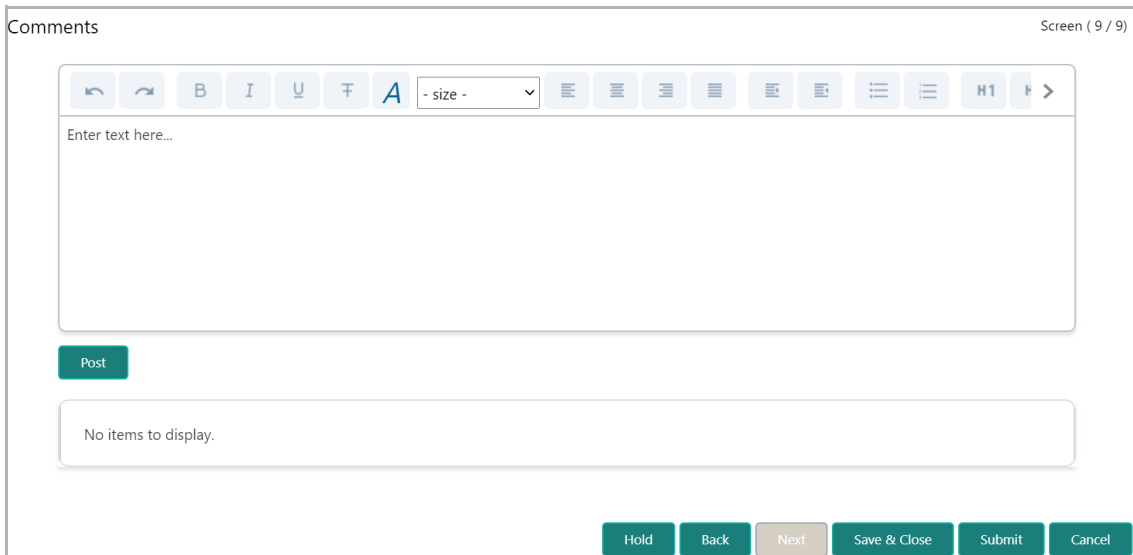 Comments
Screen ( 9 / 9)
B I U T A - size - H1 H
Enter text here...
Post
No items to display.
Hold Back Next Save & Close Submit Cancel